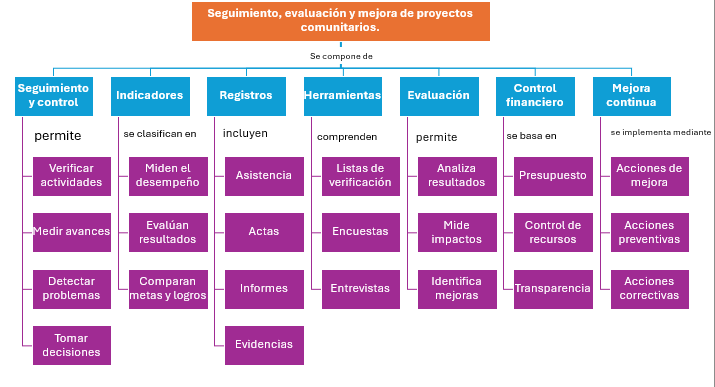 Seguimiento, evaluación y mejora de proyectos
comunitarios.
Se compone de
Seguimiento
y control
Indicadores
Registros
Herramientas
Evaluación
Control
financiero
Mejora
continua
permite
se clasifican en
incluyen
comprenden
permite
se basa en
se implementa mediante
Verificar
actividades
Miden el
desempeño
Asistencia
Listas de
verificación
Analiza
resultados
Presupuesto
Acciones de
mejora
Medir avances
Evalúan
resultados
Actas
Encuestas
Mide
impactos
Control de
recursos
Acciones
preventivas
Detectar
problemas
Comparan
metas y logros
Informes
Entrevistas
Identifica
mejoras
Transparencia
Acciones
correctivas
Tomar
decisiones
Evidencias